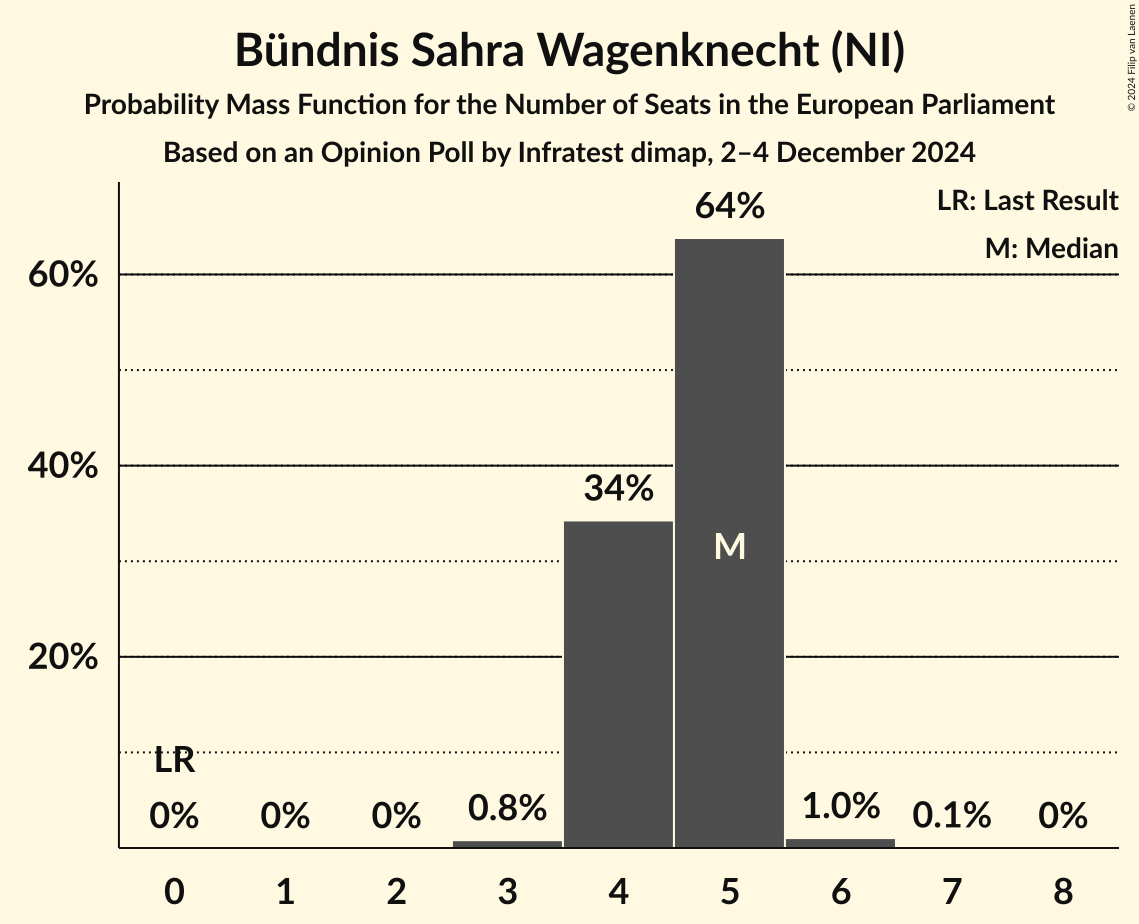 Bündnis Sahra Wagenknecht (NI)
Probability Mass Function for the Number of Seats in the European Parliament
Based on an Opinion Poll by Infratest dimap, 2–4 December 2024
© 2024 Filip van Laenen
LR: Last Result
M: Median
60%
40%
20%
64%
34%
M
LR
0%
0%
0%
0.8%
1.0%
0.1%
0%
0 1 2 3 4 5 6 7 8